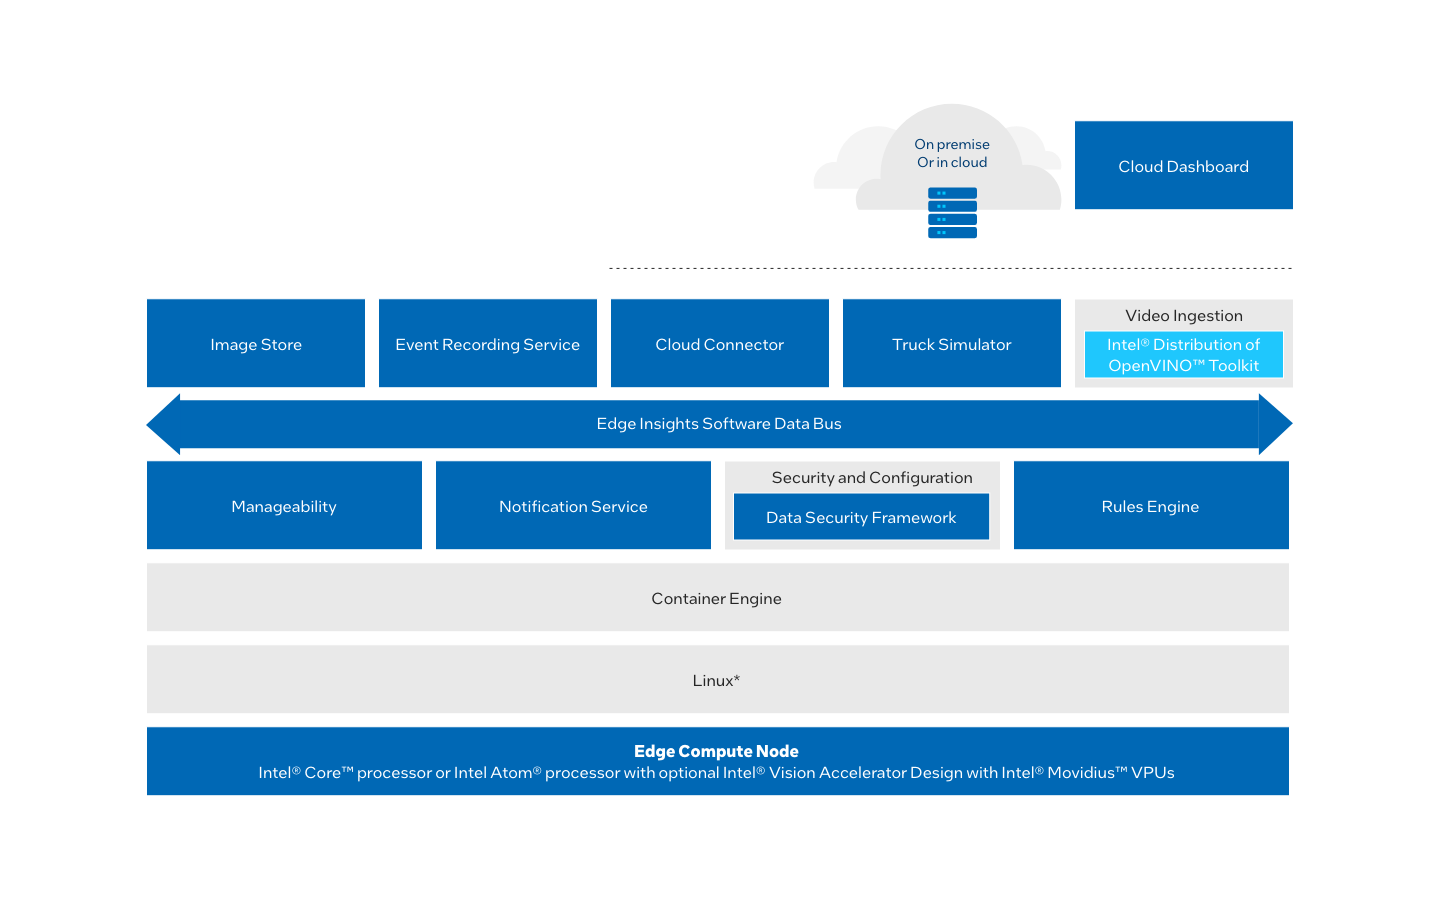 On premise
Or in cloud
Cloud Dashboard
Image Store
Event Recording Service
Cloud Connector
Truck Simulator
Video Ingestion
Intel® Distribution of
OpenVINO™ Toolkit
Edge Insights Software Data Bus
Manageability
Notification Service
Security and Configuration
Data Security Framework
Rules Engine
Container Engine
Linux*
Edge Compute Node
Intel® Core™ processor or Intel Atom® processor with optional Intel® Vision Accelerator Design with Intel® Movidius™ VPUs